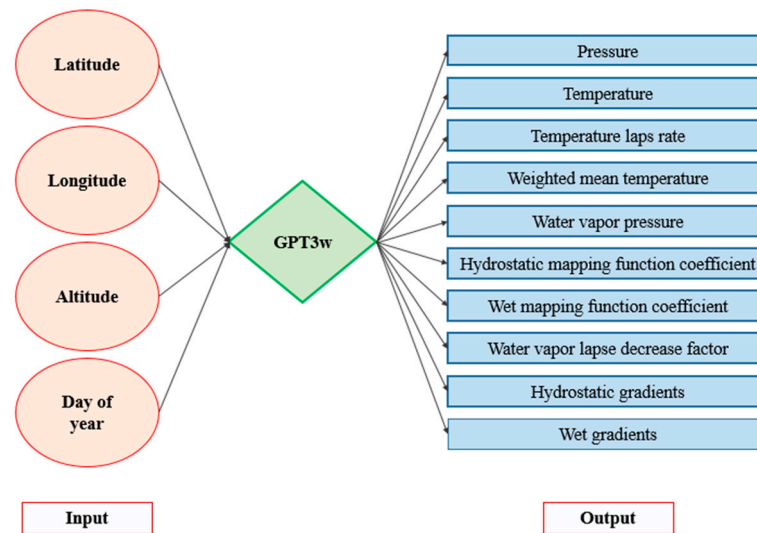 Latitude
Longitude
Altitude
Day of
year
GPT3w
Pressure
Temperature
Temperature laps rate
Weighted mean temperature
Water vapor pressure
Hydrostatic mapping function coefficient
Wet mapping function coefficient
Water vapor lapse decrease factor
Hydrostatic gradients
Wet gradients
Input
Output